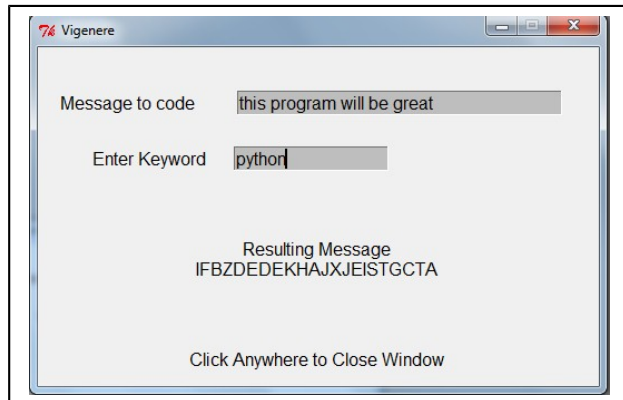 Vigenere
Message to code this program will be great
Enter Keyword python
Resulting Message
IFBZDEDEKHAJXJEISTGCTA
Click Anywhere to Close Window